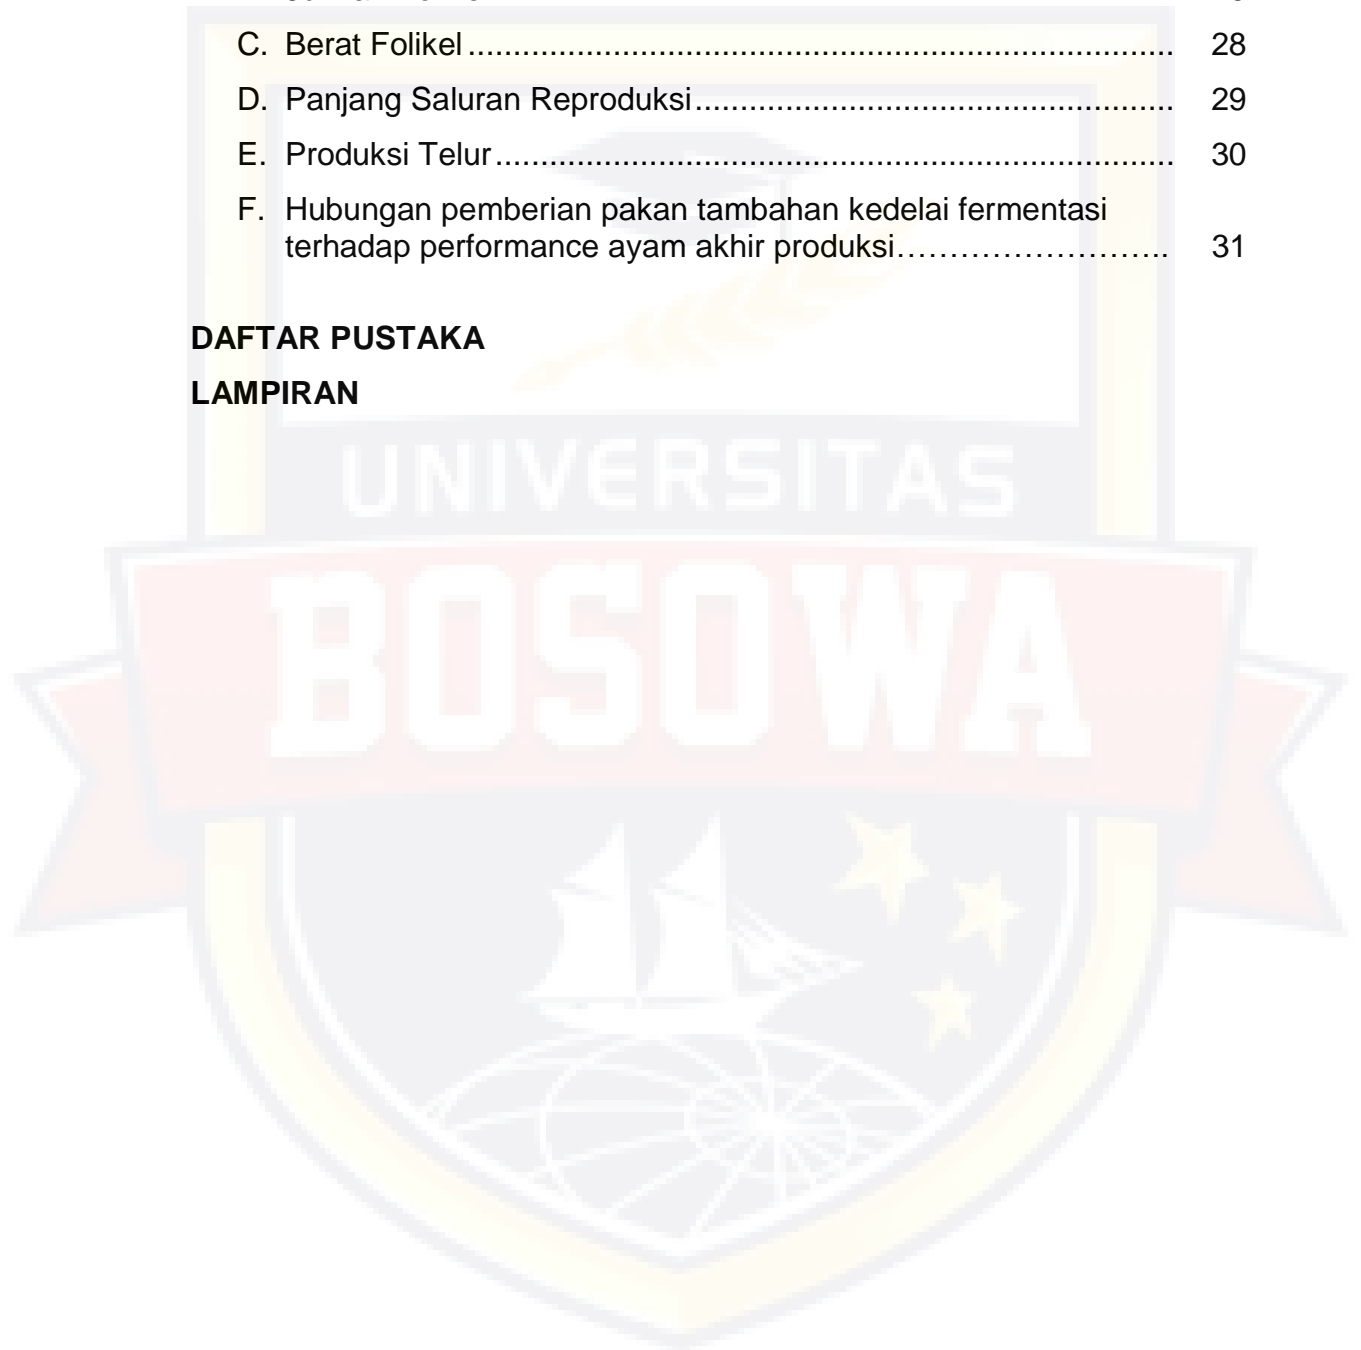 C. Berat Folikel ............................................................................. 28
D. Panjang Saluran Reproduksi .................................................... 29
E. Produksi Telur .......................................................................... 30
F. Hubungan pemberian pakan tambahan kedelai fermentasi
terhadap performance ayam akhir produksi…………………….. 31
DAFTAR PUSTAKA
LAMPIRAN
UNIVERSITAS
BOSOWA